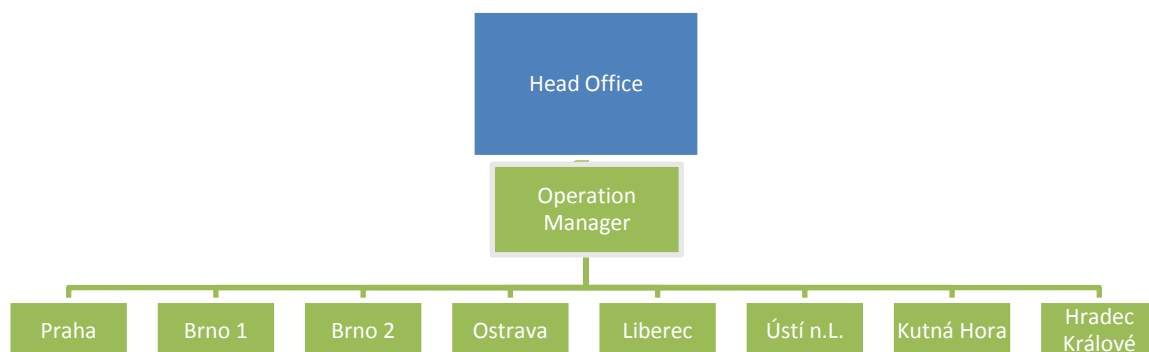 Head Office
Operation
Manager
Praha
Brno 1
Brno 2
Ostrava
Liberec
Ústí n.L.
Kutná Hora
Hradec
Králové